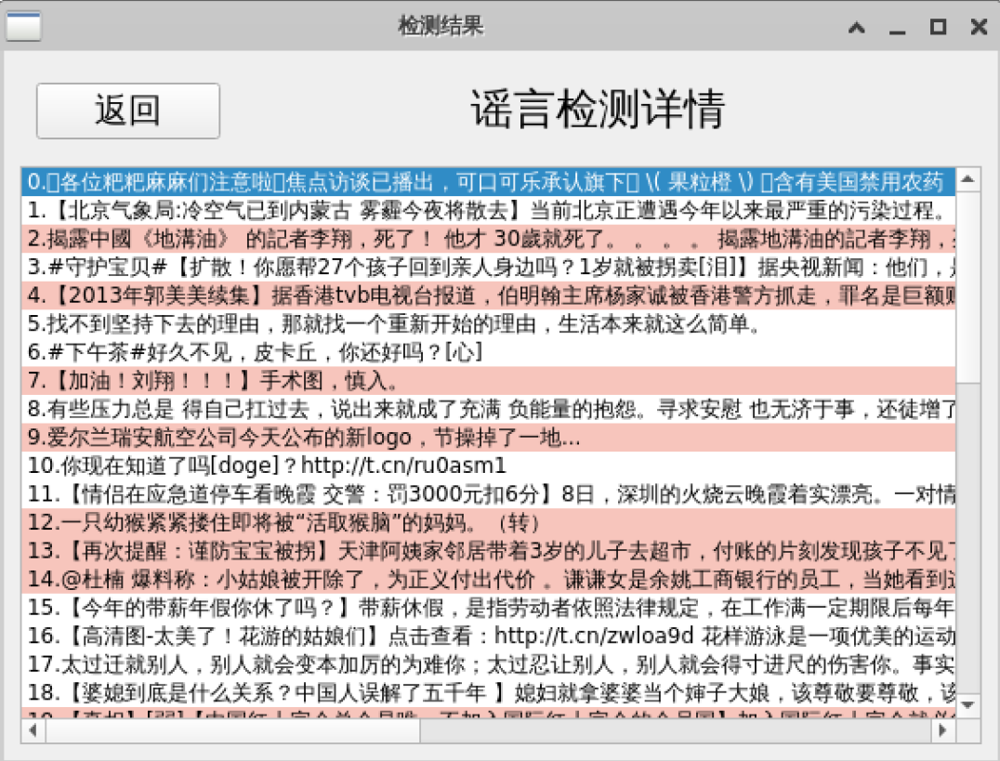 检测结果
返回
谣言检测详情
0.▯各位粑粑麻麻们注意啦▯焦点访谈已播出，可口可乐承认旗下▯ \( 果粒橙 \) ▯含有美国禁用农药
1.【北京气象局:冷空气已到内蒙古 雾霾今夜将散去】当前北京正遭遇今年以来最严重的污染过程。
2.揭露中國《地溝油》 的記者李翔，死了！ 他才 30歲就死了。 。 。 。 揭露地溝油的記者李翔，
3.#守护宝贝#【扩散！你愿帮27个孩子回到亲人身边吗？1岁就被拐卖[泪]】据央视新闻：他们，
4.【2013年郭美美续集】据香港tvb电视台报道，伯明翰主席杨家诚被香港警方抓走，罪名是巨额
5.找不到坚持下去的理由，那就找一个重新开始的理由，生活本来就这么简单。
6.#下午茶#好久不见，皮卡丘，你还好吗？[心]
7.【加油！刘翔！！！】手术图，慎入。
8.有些压力总是 得自己扛过去，说出来就成了充满 负能量的抱怨。寻求安慰 也无济于事，还徒增了
9.爱尔兰瑞安航空公司今天公布的新logo，节操掉了一地...
10.你现在知道了吗[doge]？http://t.cn/ru0asm1
11.【情侣在应急道停车看晚霞 交警：罚3000元扣6分】8日，深圳的火烧云晚霞着实漂亮。一对情
12.一只幼猴紧紧搂住即将被“活取猴脑”的妈妈。（转）
13.【再次提醒：谨防宝宝被拐】天津阿姨家邻居带着3岁的儿子去超市，付账的片刻发现孩子不见了
14.@杜楠 爆料称：小姑娘被开除了，为正义付出代价 。谦谦女是余姚工商银行的员工，当她看到这
15.【今年的带薪年假你休了吗？】带薪休假，是指劳动者依照法律规定，在工作满一定期限后每年
16.【高清图-太美了！花游的姑娘们】点击查看：http://t.cn/zwloa9d 花样游泳是一项优美的运动
17.太过迁就别人，别人就会变本加厉的为难你；太过忍让别人，别人就会得寸进尺的伤害你。事实
18.【婆媳到底是什么关系？中国人误解了五千年 】媳妇就拿婆婆当个婶子大娘，该尊敬要尊敬，该